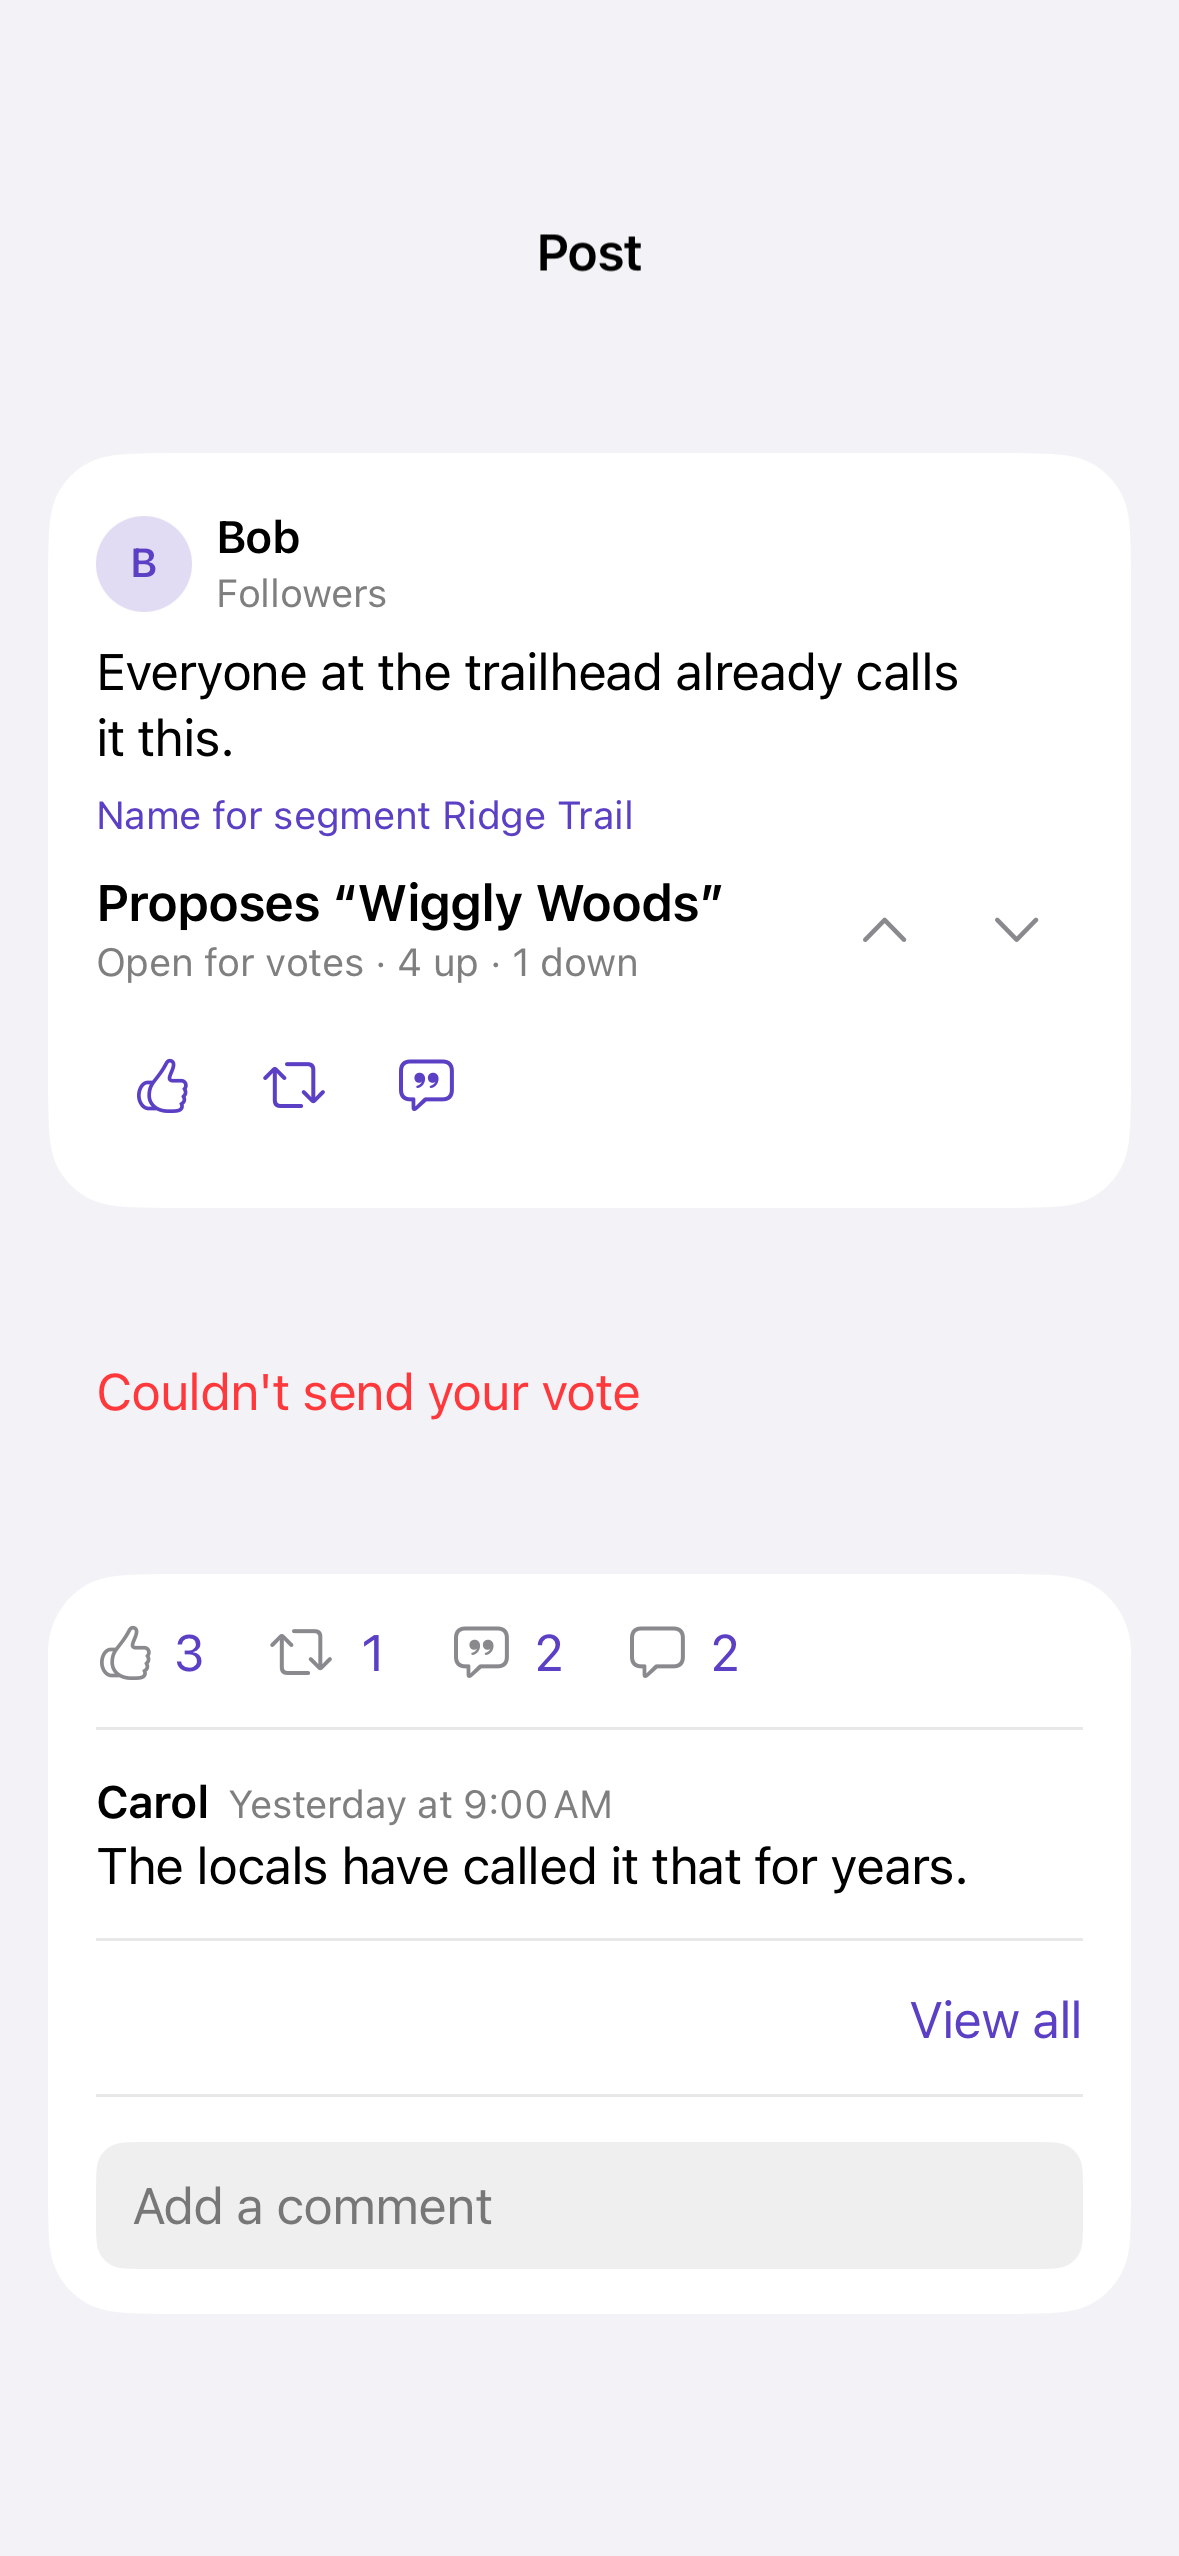 Post
B
Bob
Followers
Everyone at the trailhead already calls
it this.
Name for segment Ridge Trail
Proposes “Wiggly Woods”
Open for votes · 4 up · 1 down
Couldn't send your vote
3 1 2 2
Carol Yesterday at 9:00 AM
The locals have called it that for years.
View all
Add a comment